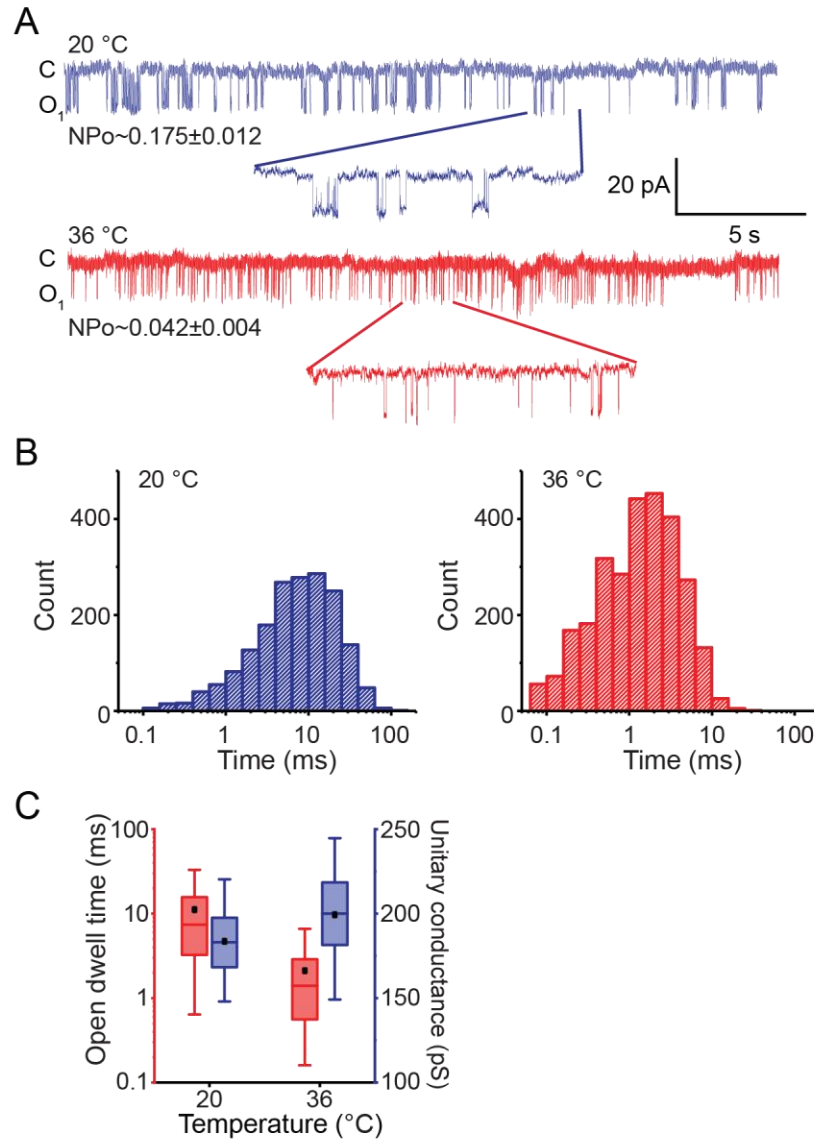 A
20 °C
C
O1
NPo~0.175±0.012
20 pA
5 s
36 °C
C
O1
NPo~0.042±0.004
B
20 °C
36 °C
400
200
0
Count
0.1 1 10 100
Time (ms)
400
200
0
Count
0.1 1 10 100
Time (ms)
C
Open dwell time (ms)
100
10
1
0.1
250
200
150
100
Unitary conductance (pS)
20 36
Temperature (°C)